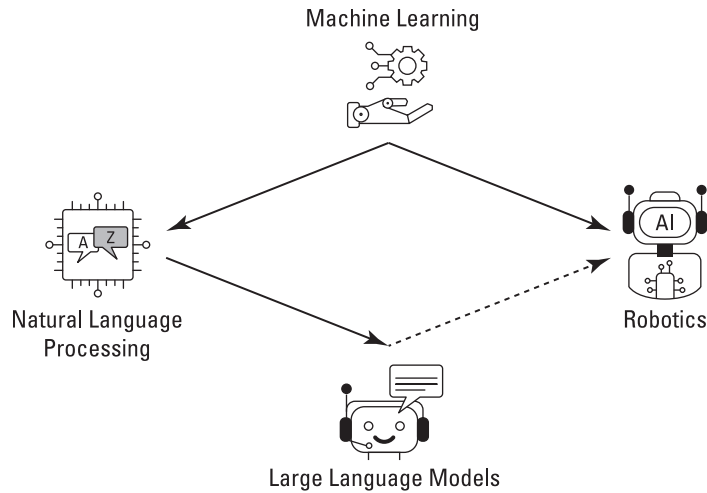 Machine Learning
A
Z
AI
Natural Language
Processing
Robotics
Large Language Models